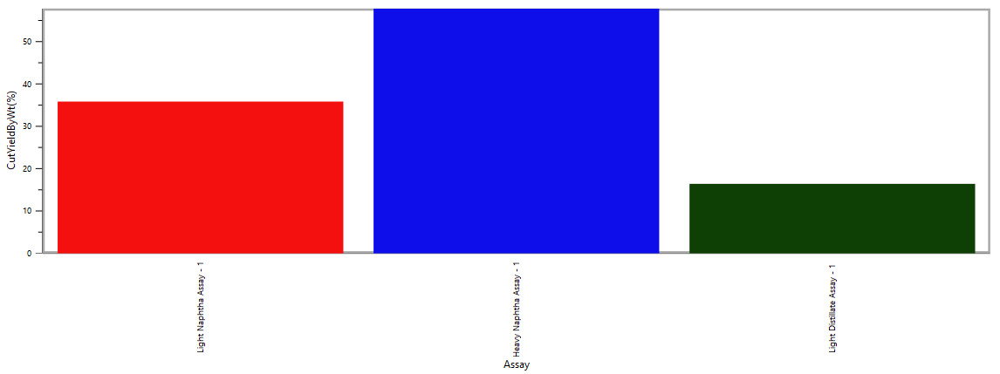 50
40
30
20
10
0
CutYieldByWt(%)
Light Naphtha Assay - 1
Heavy Naphtha Assay - 1
Light Distillate Assay - 1
Assay